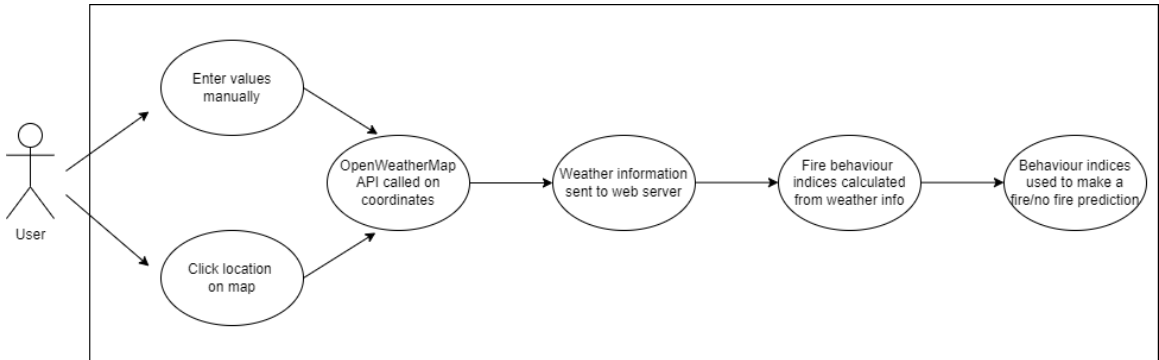 User
Enter values
manually
Click location
on map
OpenWeatherMap
API called on
coordinates
Weather information
sent to web server
Fire behaviour
indices calculated
from weather info
Behaviour indices
used to make a
fire/no fire prediction